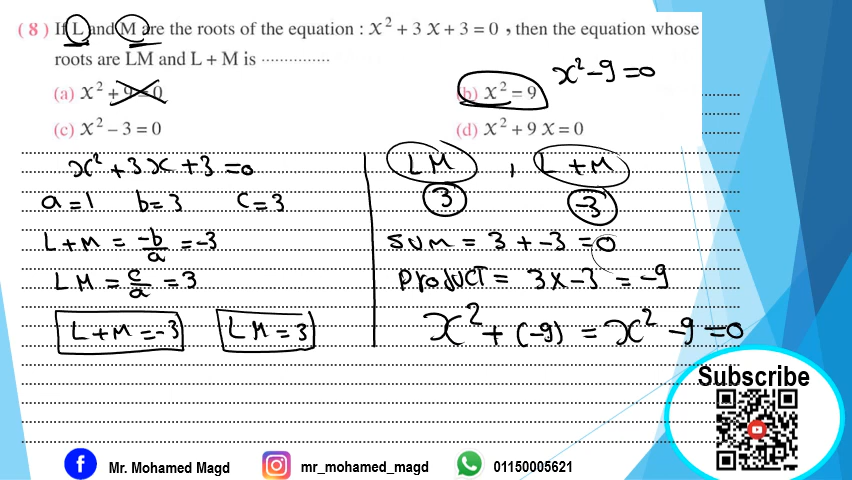 ( 8 ) If L and M are the roots of the equation : x² + 3 x + 3 = 0 , then the equation whose
roots are LM and L + M is ...............
x² - 9 = 0
(a) x² + 9 = 0
(b) x² = 9
(c) x² – 3 = 0
(d) x² + 9 x = 0
x² + 3x + 3 = 0
a = 1 b = 3 c = 3
L + M = -b/a = -3
LM = c/a = 3
L + M = -3 LM = 3
LM , L + M
3 -3
sum = 3 + -3 = 0
Product = 3 x -3 = -9
x² + (-9) = x² - 9 = 0
Subscribe
Mr. Mohamed Magd mr_mohamed_magd 01150005621